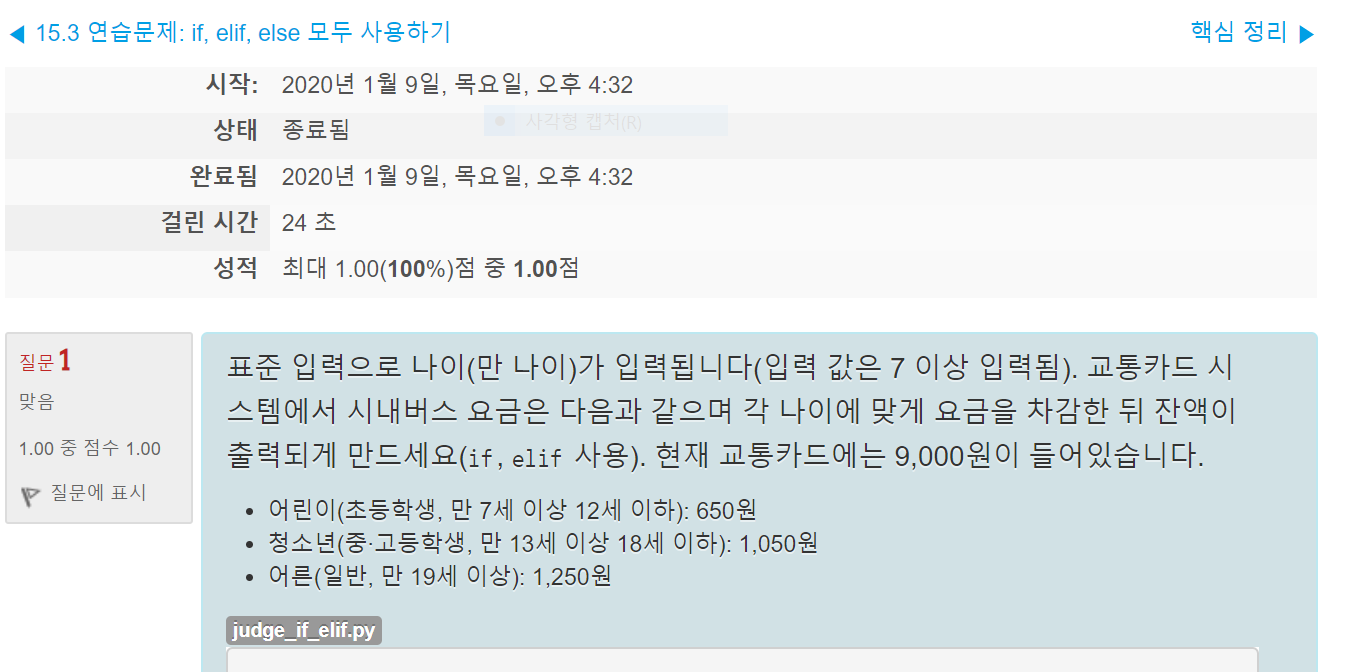 ◀ 15.3 연습문제: if, elif, else 모두 사용하기
핵심 정리 ▶
시작: 2020년 1월 9일, 목요일, 오후 4:32
사각형 캡처(R)
상태 종료됨
완료됨 2020년 1월 9일, 목요일, 오후 4:32
걸린 시간 24 초
성적 최대 1.00(100%)점 중 1.00점
질문 1
맞음
1.00 중 점수 1.00
질문에 표시
표준 입력으로 나이(만 나이)가 입력됩니다(입력 값은 7 이상 입력됨). 교통카드 시
스템에서 시내버스 요금은 다음과 같으며 각 나이에 맞게 요금을 차감한 뒤 잔액이
출력되게 만드세요(if, elif 사용). 현재 교통카드에는 9,000원이 들어있습니다.
• 어린이(초등학생, 만 7세 이상 12세 이하): 650원
• 청소년(중·고등학생, 만 13세 이상 18세 이하): 1,050원
• 어른(일반, 만 19세 이상): 1,250원
judge_if_elif.py